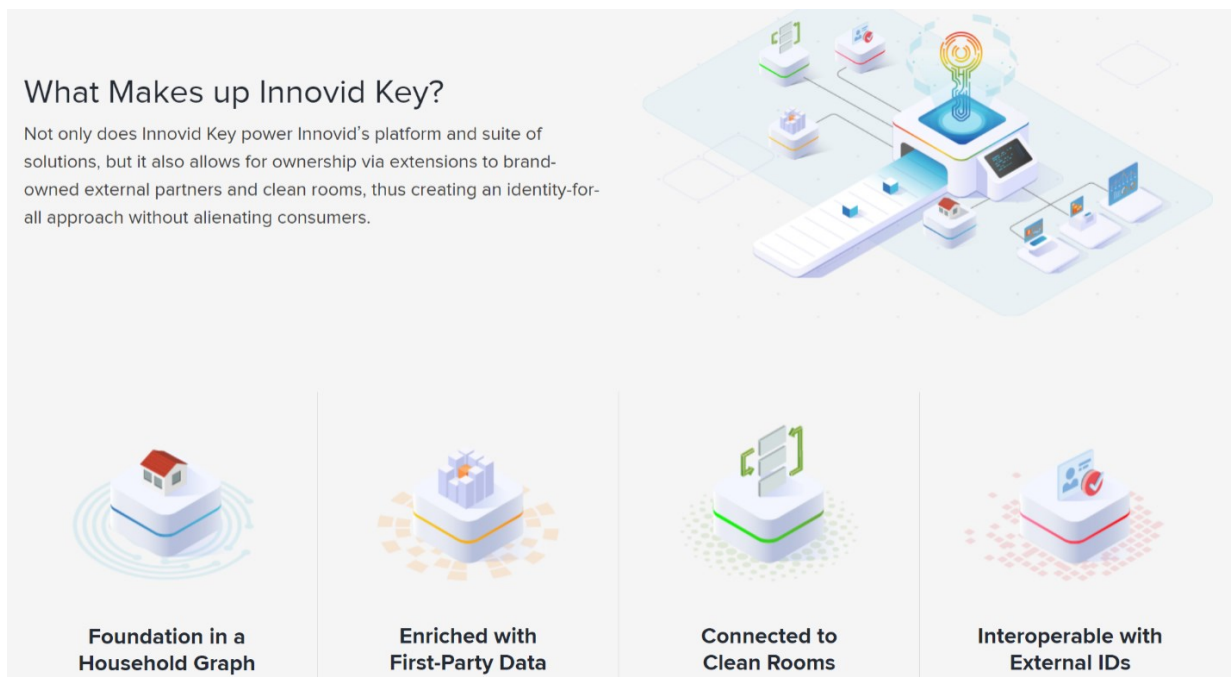 What Makes up Innovid Key?
Not only does Innovid Key power Innovid's platform and suite of
solutions, but it also allows for ownership via extensions to brand-
owned external partners and clean rooms, thus creating an identity-for-
all approach without alienating consumers.
Foundation in a
Household Graph
Enriched with
First-Party Data
Connected to
Clean Rooms
Interoperable with
External IDs